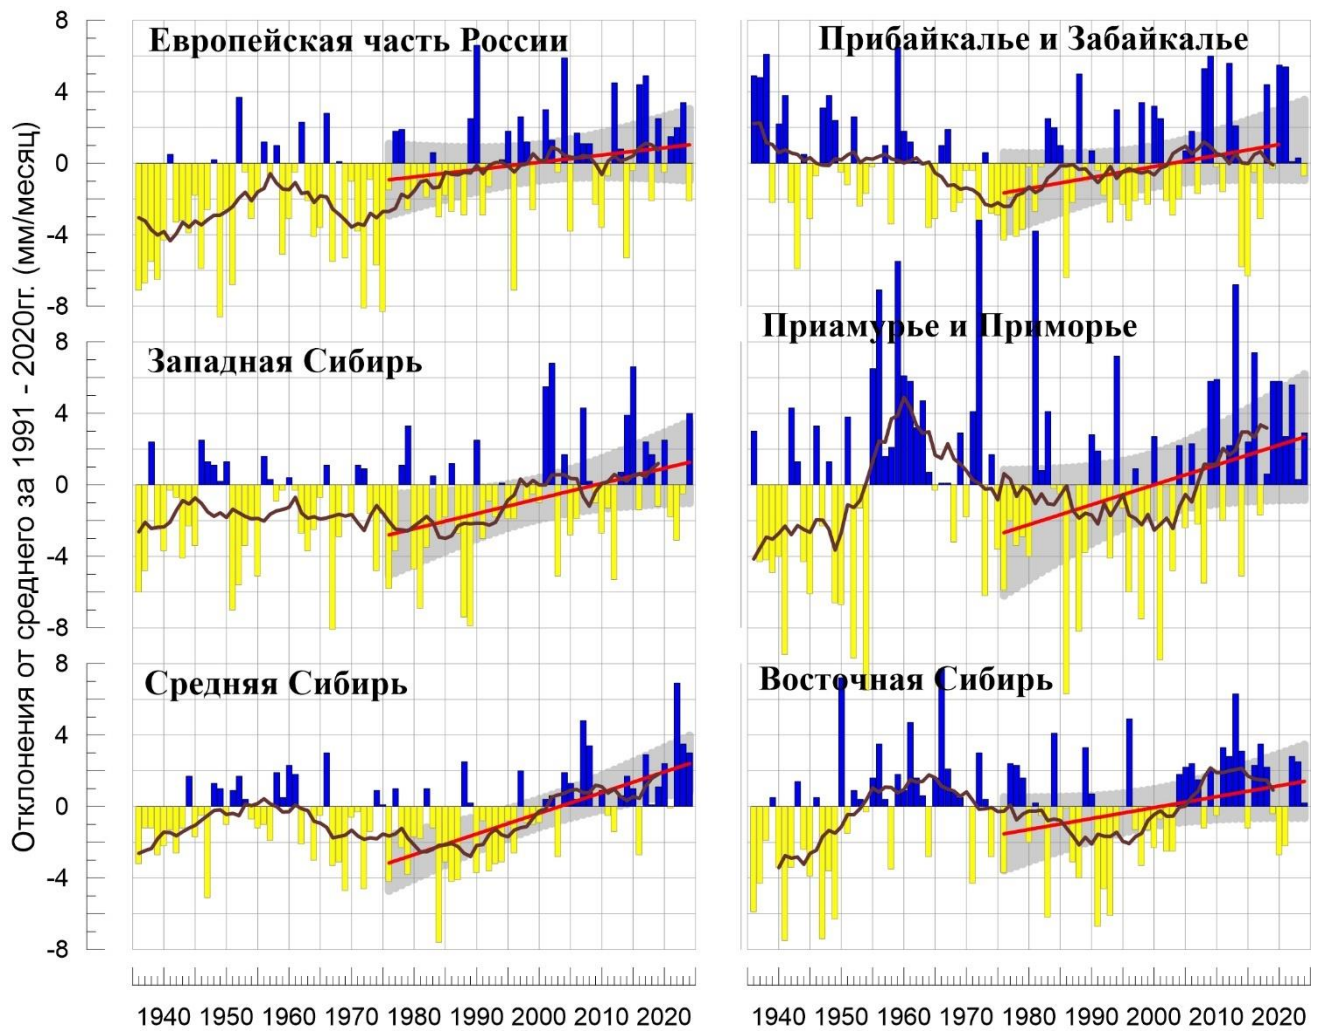 Отклонения от среднего за 1991 - 2020гг. (мм/месяц)
8
4
0
-4
-8
8
4
0
-4
-8
8
4
0
-4
-8
Европейская часть России
Прибайкалье и Забайкалье
Западная Сибирь
Приамурье и Приморье
Средняя Сибирь
Восточная Сибирь
1940 1950 1960 1970 1980 1990 2000 2010 2020
1940 1950 1960 1970 1980 1990 2000 2010 2020